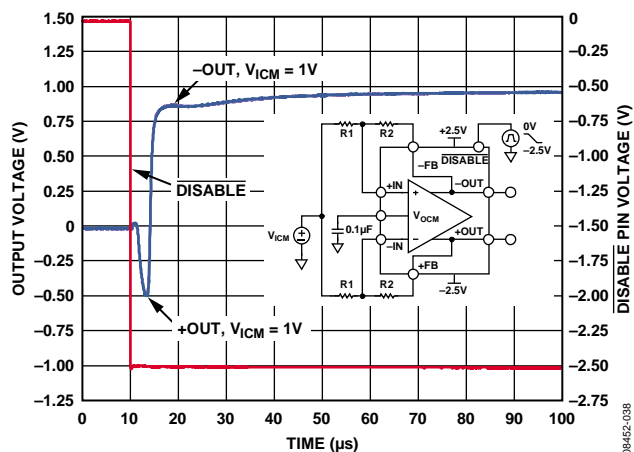 1.50
1.25
1.00
0.75
0.50
0.25
0
–0.25
–0.50
–0.75
–1.00
–1.25
OUTPUT VOLTAGE (V)
0
–0.25
–0.50
–0.75
–1.00
–1.25
–1.50
–1.75
–2.00
–2.25
–2.50
–2.75
DISABLE PIN VOLTAGE (V)
0 10 20 30 40 50 60 70 80 90 100
TIME (µs)
–OUT, VICM = 1V
DISABLE
+OUT, VICM = 1V
R1 R2
+2.5V
0V
–2.5V
–FB
DISABLE
+IN
–OUT
VOCM
0.1µF
VICM
–IN
+OUT
+FB
R1 R2
–2.5V
08452-038